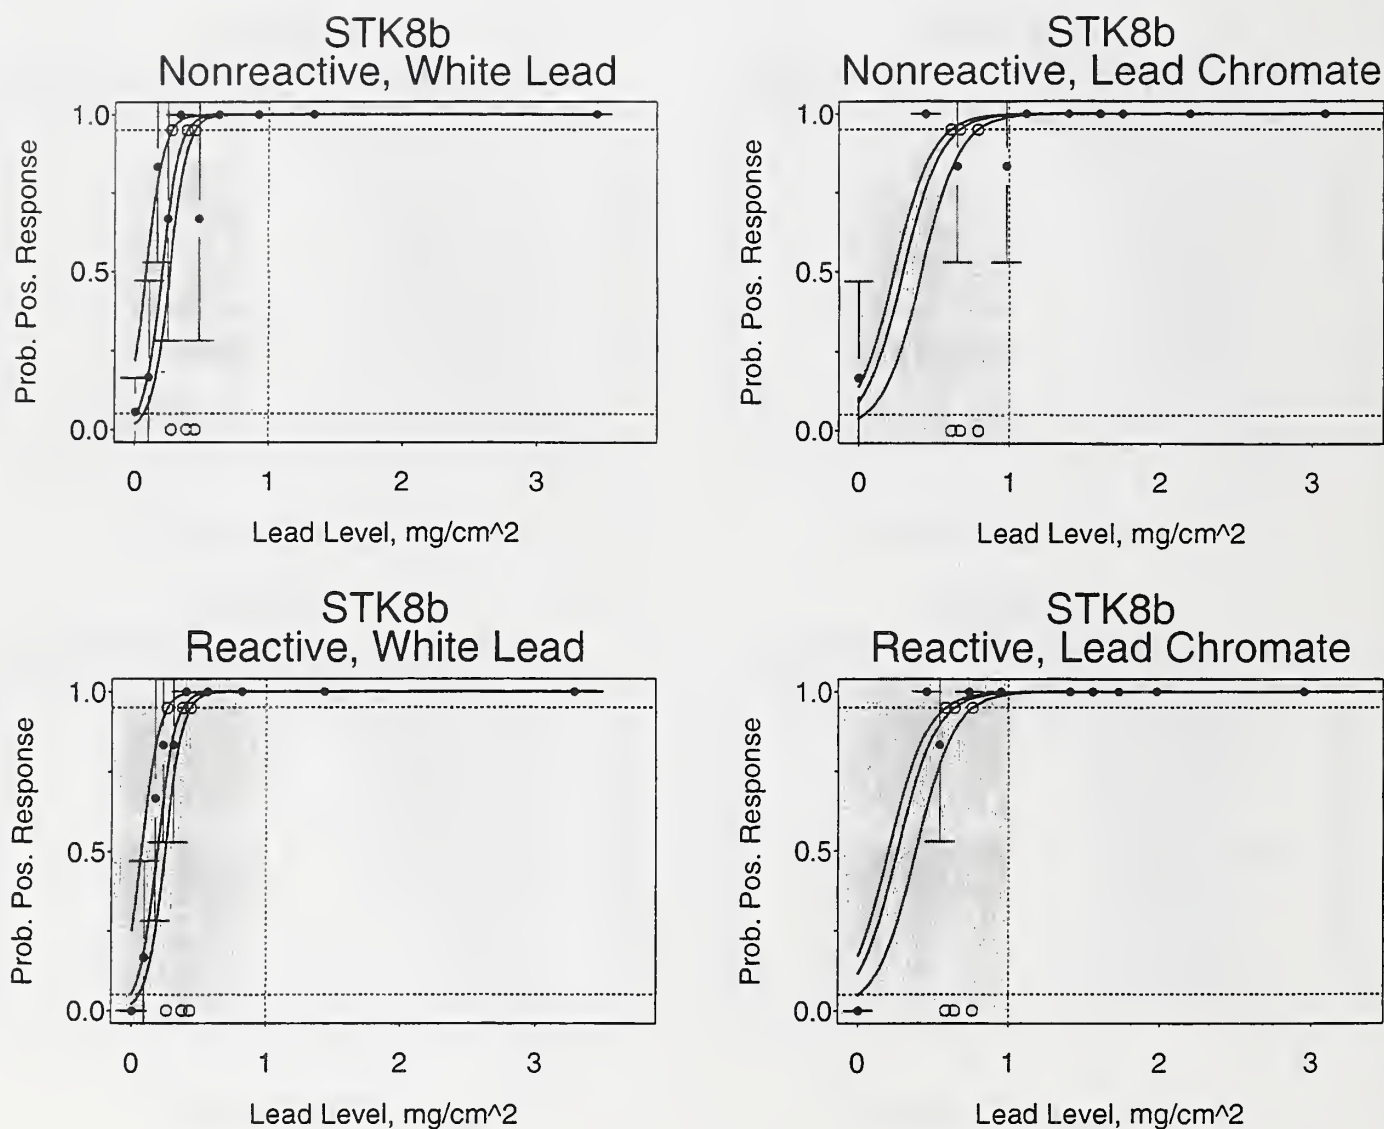 STK8b
Nonreactive, White Lead
Prob. Pos. Response
1.0
0.5
0.0
0 1 2 3
Lead Level, mg/cm^2
STK8b
Nonreactive, Lead Chromate
Prob. Pos. Response
1.0
0.5
0.0
0 1 2 3
Lead Level, mg/cm^2
STK8b
Reactive, White Lead
Prob. Pos. Response
1.0
0.5
0.0
0 1 2 3
Lead Level, mg/cm^2
STK8b
Reactive, Lead Chromate
Prob. Pos. Response
1.0
0.5
0.0
0 1 2 3
Lead Level, mg/cm^2